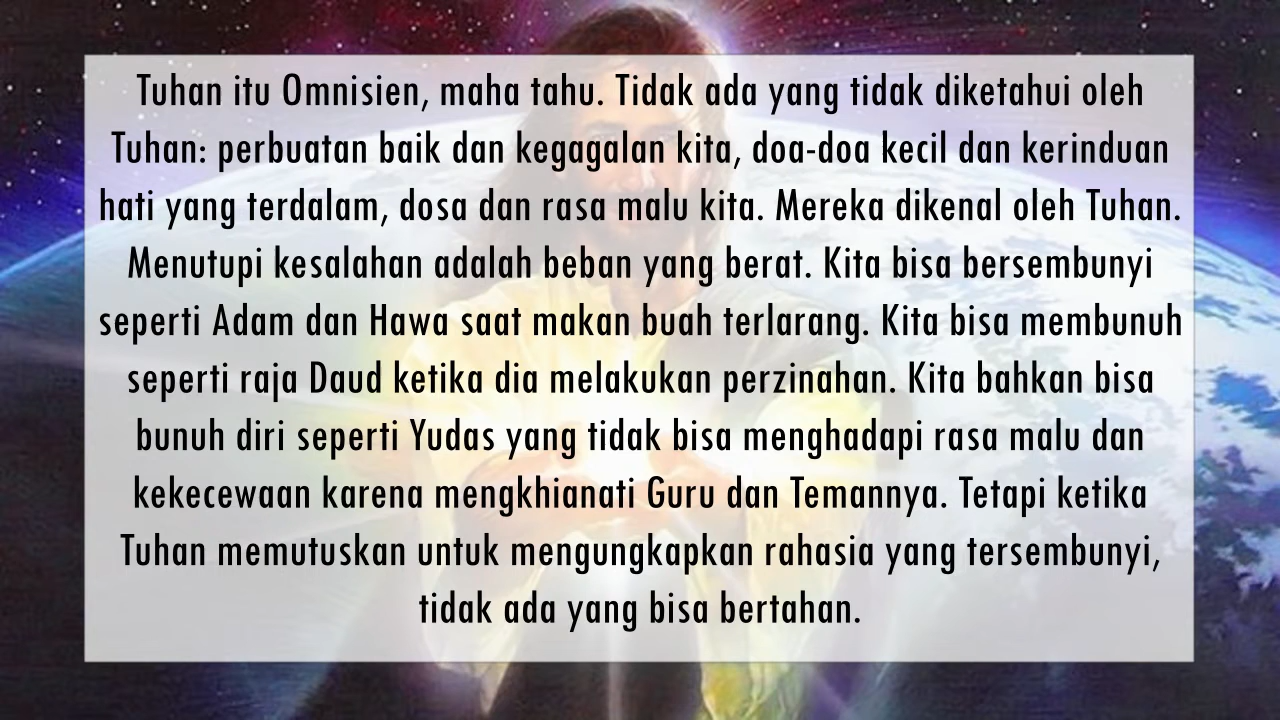 Tuhan itu Omnisien, maha tahu. Tidak ada yang tidak diketahui oleh
Tuhan: perbuatan baik dan kegagalan kita, doa-doa kecil dan kerinduan
hati yang terdalam, dosa dan rasa malu kita. Mereka dikenal oleh Tuhan.
Menutupi kesalahan adalah beban yang berat. Kita bisa bersembunyi
seperti Adam dan Hawa saat makan buah terlarang. Kita bisa membunuh
seperti raja Daud ketika dia melakukan perzinahan. Kita bahkan bisa
bunuh diri seperti Yudas yang tidak bisa menghadapi rasa malu dan
kekecewaan karena mengkhianati Guru dan Temannya. Tetapi ketika
Tuhan memutuskan untuk mengungkapkan rahasia yang tersembunyi,
tidak ada yang bisa bertahan.